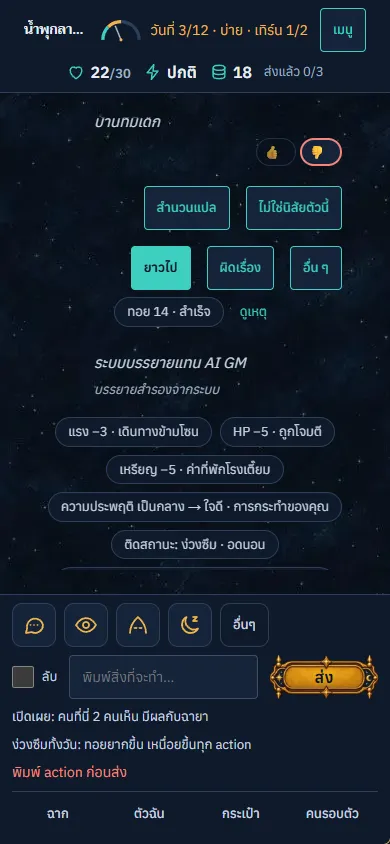 น้ำพุกลา...
วันที่ 3/12 · บ่าย · เทิร์น 1/2
เมนู
22/30
ปกติ
18
ส่งแล้ว 0/3
สำนวนแปล
ไม่ใช่นิสัยตัวนี้
ยาวไป
ผิดเรื่อง
อื่น ๆ
ทอย 14 · สำเร็จ
ดูเหตุ
ระบบบรรยายแทน AI GM
บรรยายสำรองจากระบบ
แรง −3 · เดินทางข้ามโซน
HP −5 · ถูกโจมตี
เหรียญ −5 · ค่าที่พักโรงเตี๊ยม
ความประพฤติ เป็นกลาง → ใจดี · การกระทำของคุณ
ติดสถานะ: ง่วงซึม · อดนอน
อื่นๆ
ลับ
พิมพ์สิ่งที่จะทำ...
ส่ง
เปิดเผย: คนที่นี่ 2 คนเห็น มีผลกับฉายา
ง่วงซึมทั้งวัน: ทอยยากขึ้น เหนื่อยขึ้นทุก action
พิมพ์ action ก่อนส่ง
ฉาก
ตัวฉัน
กระเป๋า
คนรอบตัว